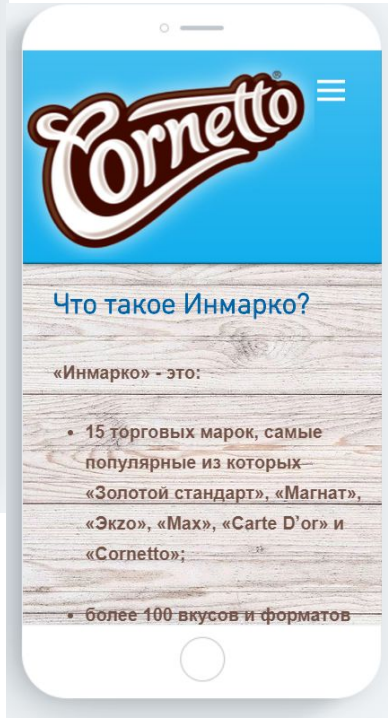 Cornetto®
Что такое Инмарко?
«Инмарко» - это:
• 15 торговых марок, самые
популярные из которых
«Золотой стандарт», «Магнат»,
«Экzо», «Max», «Carte D’or» и
«Cornetto»;
• более 100 вкусов и форматов